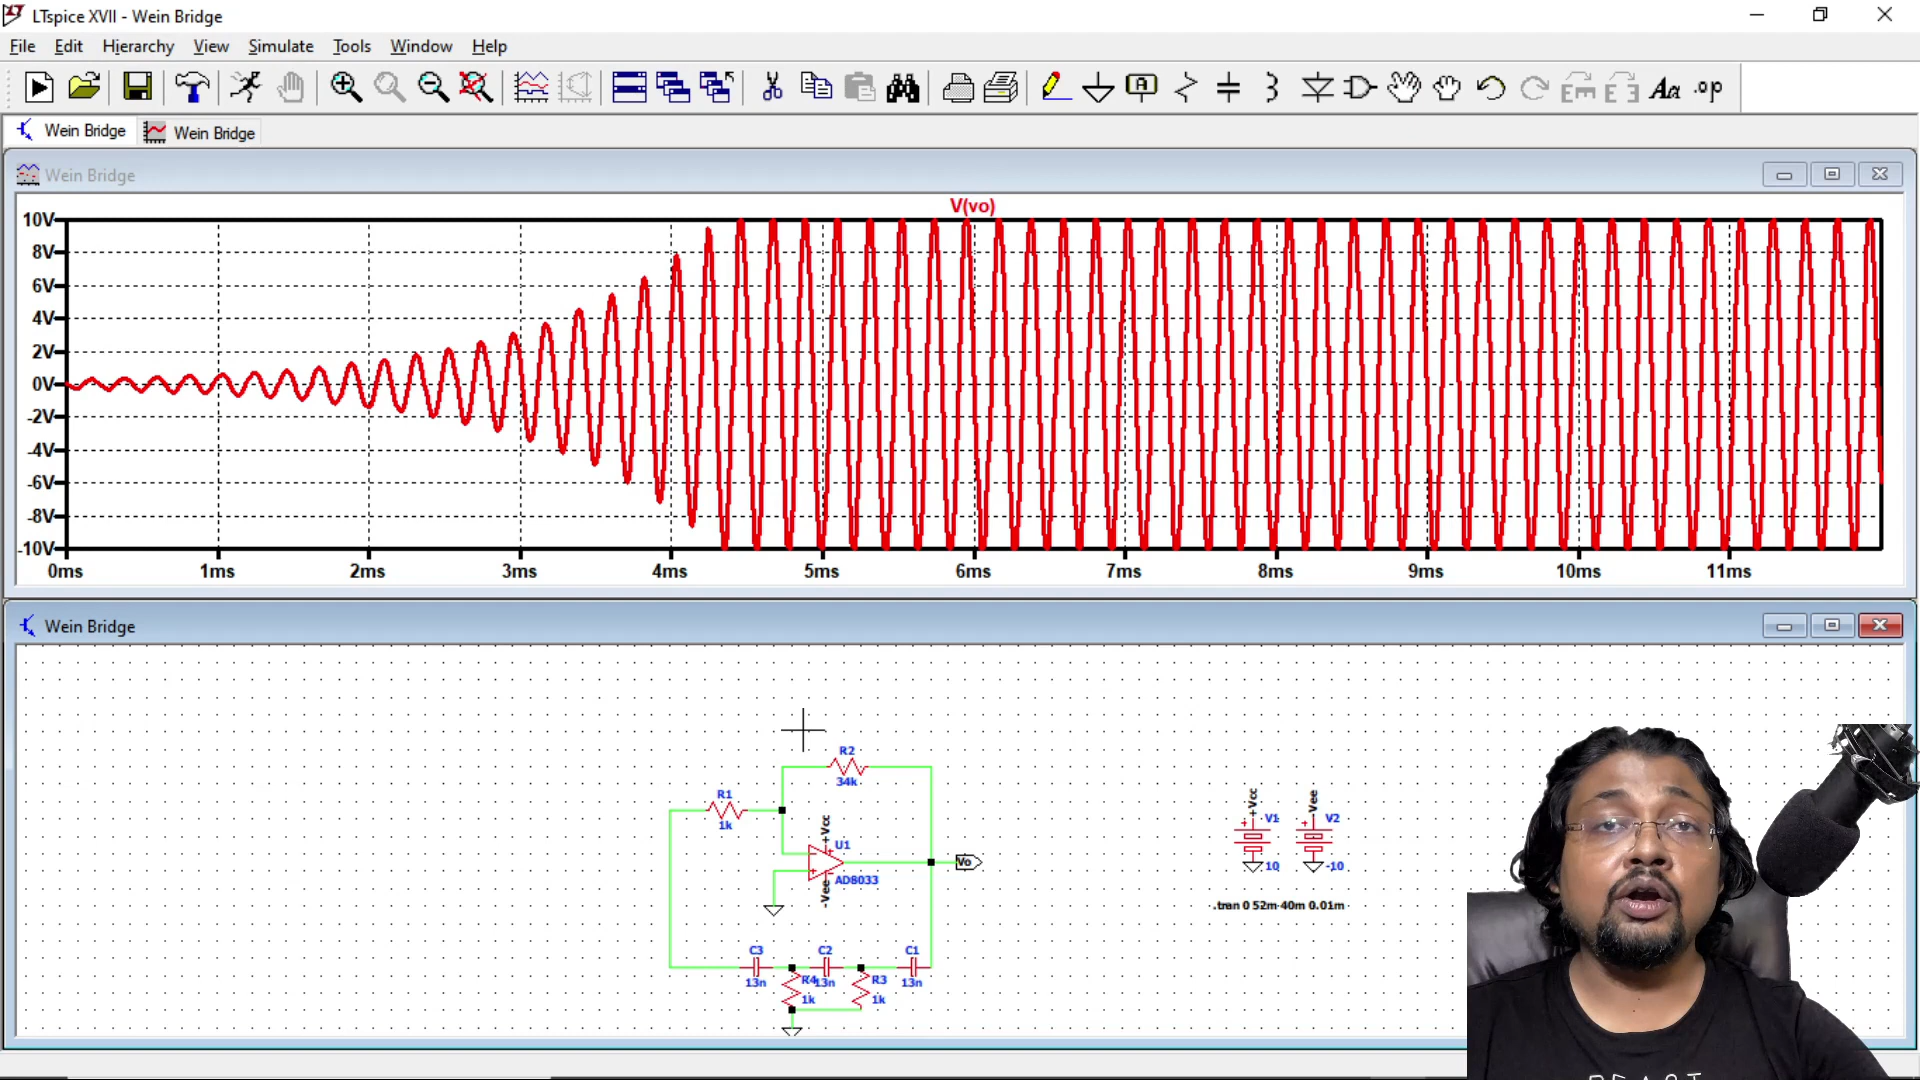 LTspice XVII - Wein Bridge
File Edit Hierarchy View Simulate Tools Window Help
A Aa .op
Wein Bridge Wein Bridge
Wein Bridge
V(vo)
10V
8V
6V
4V
2V
0V
-2V
-4V
-6V
-8V
-10V
0ms 1ms 2ms 3ms 4ms 5ms 6ms 7ms 8ms 9ms 10ms 11ms
Wein Bridge
R2
34k
R1
1k
+Vcc
U1
AD8033
-Vee
Vo
+Vcc
V1
10
Vee
V2
-10
.tran 0 52m 40m 0.01m
C3 C2 C1
13n R4 13n R3 13n
1k 1k
REACT